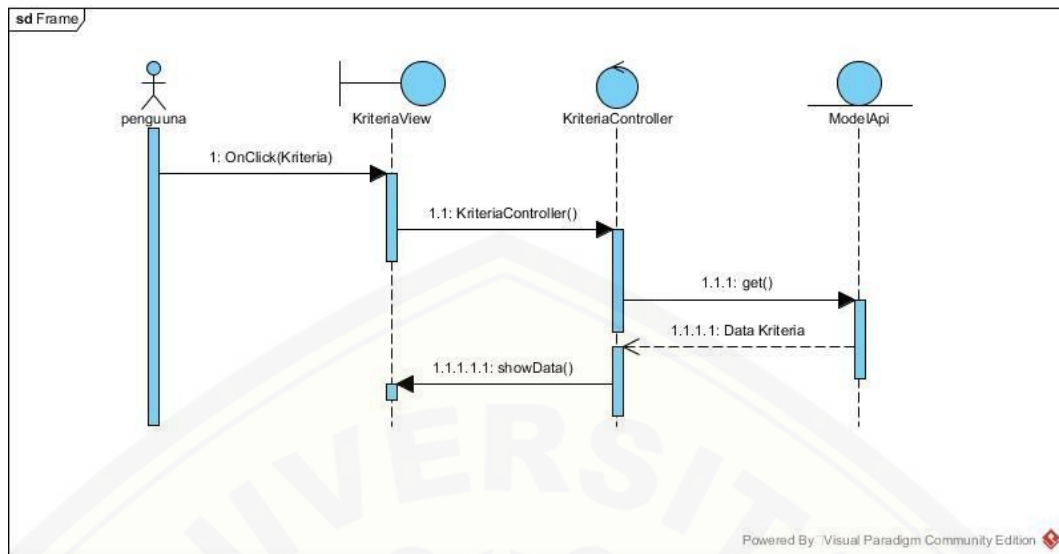 sd Frame
penguuna
KriteriaView
KriteriaController
ModelApi
1: OnClick(Kriteria)
1.1: KriteriaController()
1.1.1: get()
1.1.1.1: Data Kriteria
1.1.1.1.1: showData()
UNIVERSIT
Powered By Visual Paradigm Community Edition